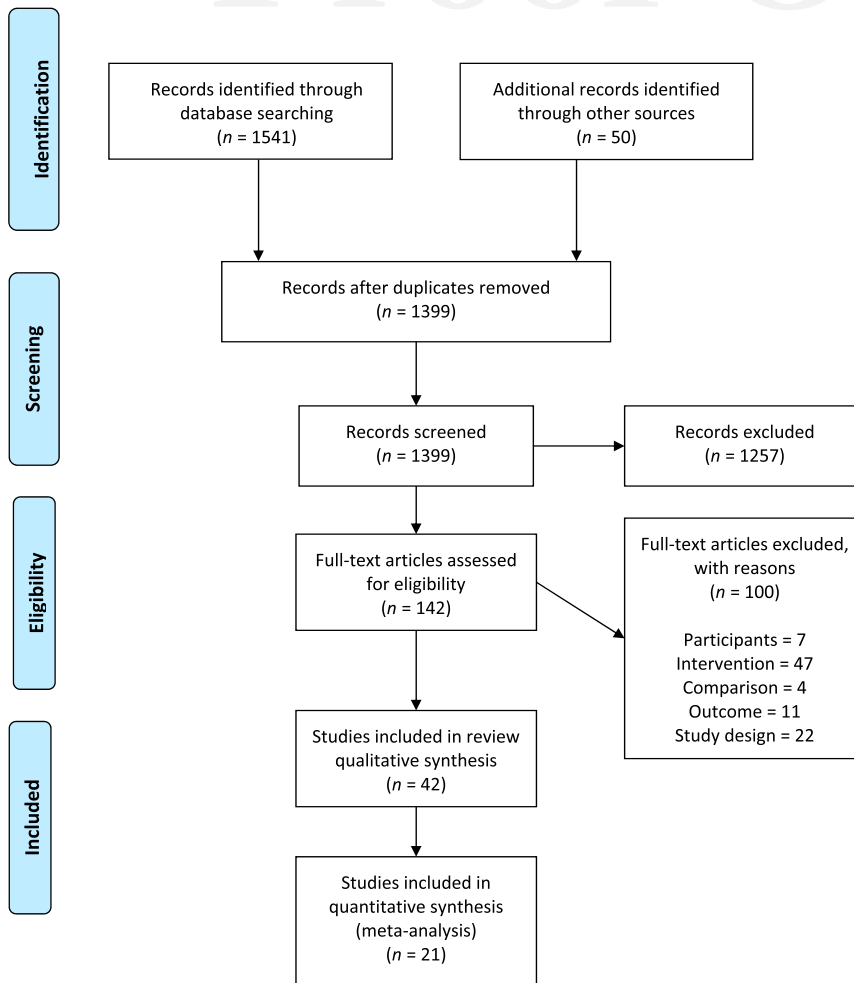 Identification
Records identified through
database searching
(n = 1541)
Additional records identified
through other sources
(n = 50)
Records after duplicates removed
(n = 1399)
Screening
Records screened
(n = 1399)
Records excluded
(n = 1257)
Eligibility
Full-text articles assessed
for eligibility
(n = 142)
Full-text articles excluded,
with reasons
(n = 100)
Participants = 7
Intervention = 47
Comparison = 4
Outcome = 11
Study design = 22
Included
Studies included in review
qualitative synthesis
(n = 42)
Studies included in
quantitative synthesis
(meta-analysis)
(n = 21)